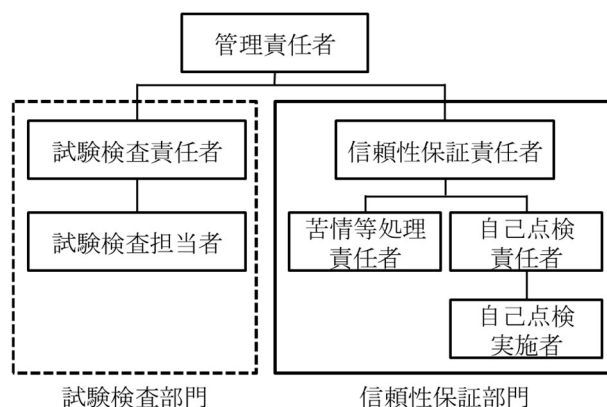 管理責任者
試験検査責任者
信頼性保証責任者
試験検査担当者
苦情等処理
責任者
自己点検
責任者
自己点検
実施者
試験検査部門
信頼性保証部門